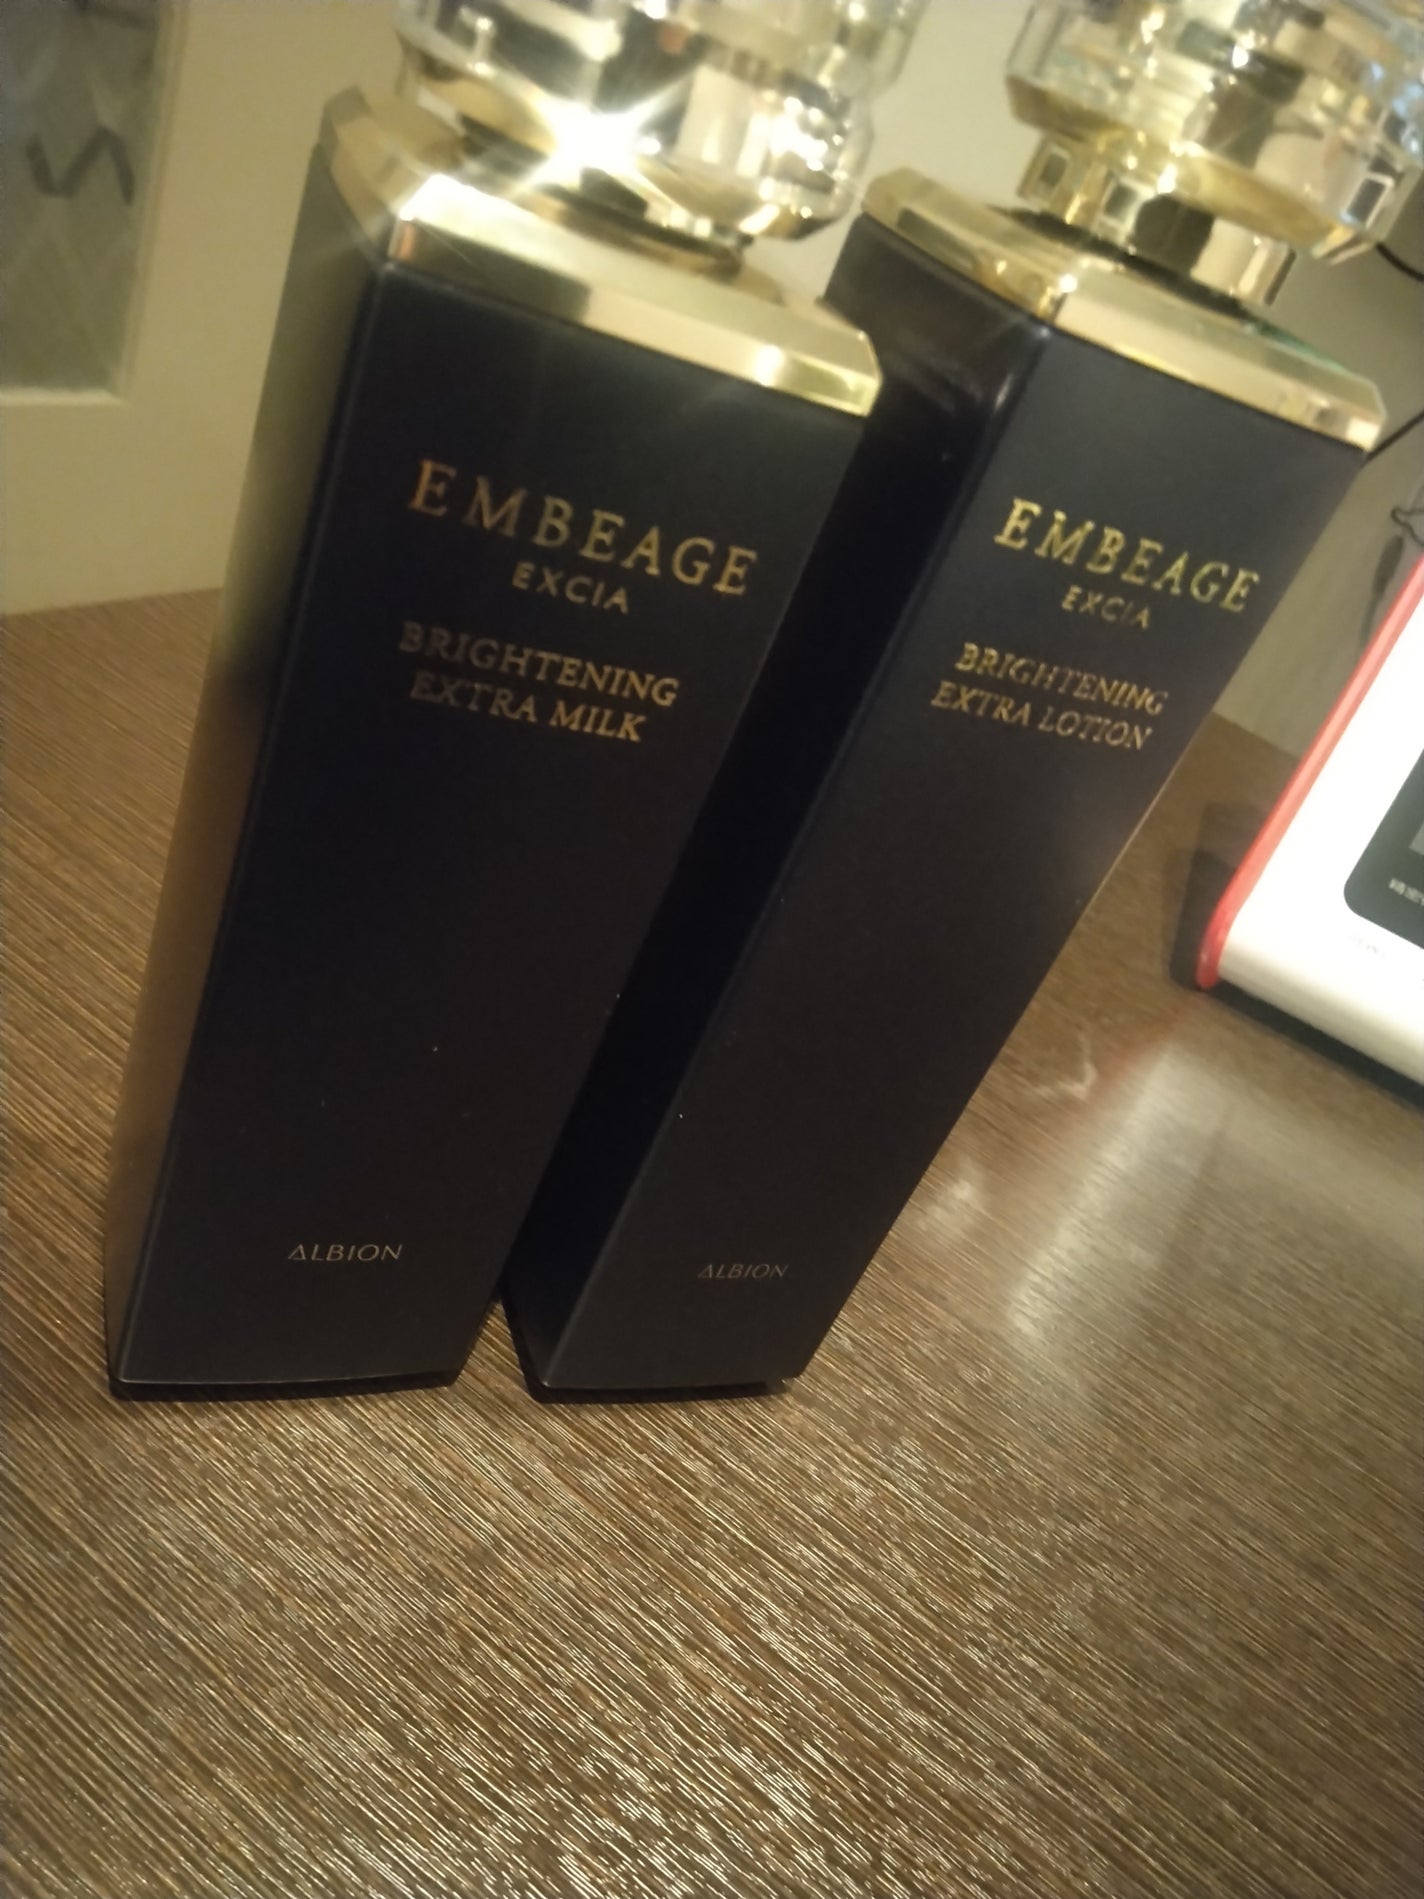 EMBEAGE
EXCIA
BRIGHTENING
EXTRA MILK
ALBION
EMBEAGE
EXCIA
BRIGHTENING
EXTRA LOTION
ALBION